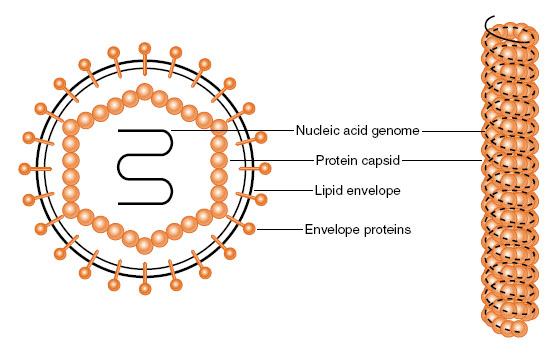 Nucleic acid genome
Protein capsid
Lipid envelope
Envelope proteins